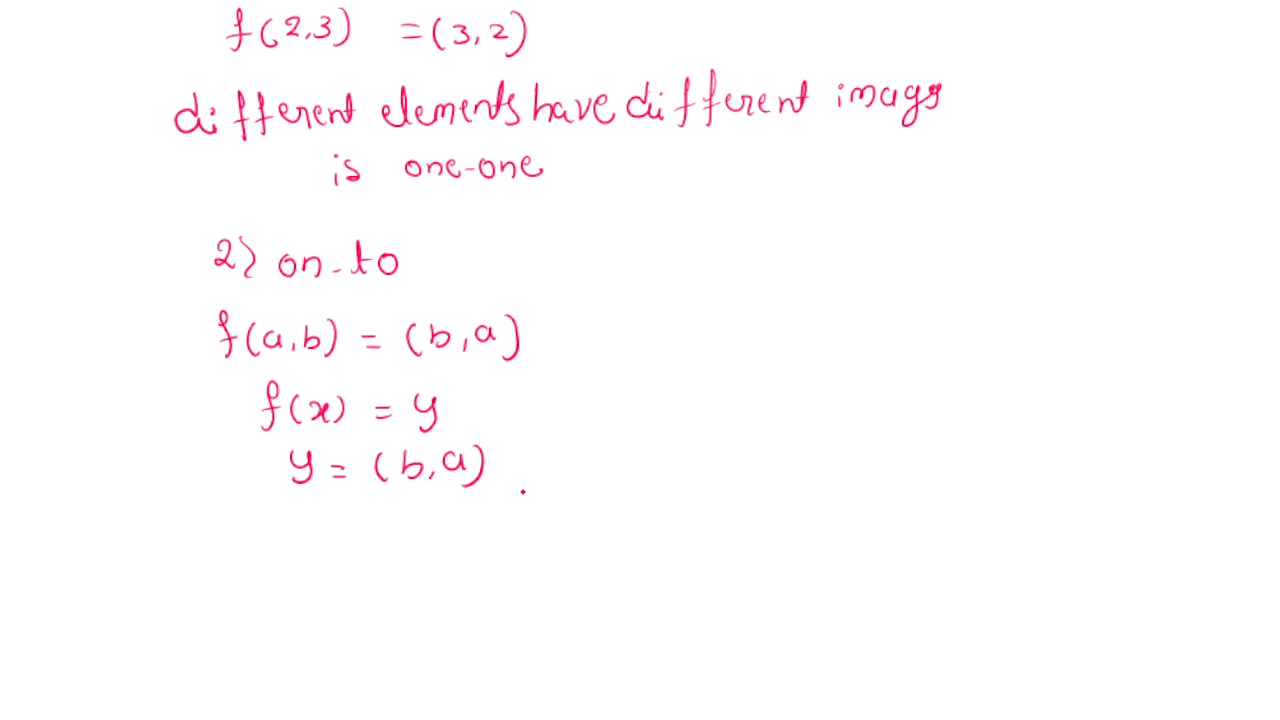 f(2,3) = (3,2)
different elements have different imags
is one-one
2) on-to
f(a,b) = (b,a)
f(x) = y
y = (b,a)